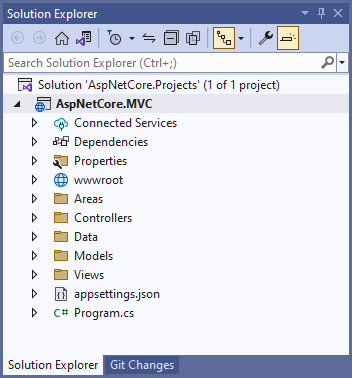 Solution Explorer
Search Solution Explorer (Ctrl+;)
Solution 'AspNetCore.Projects' (1 of 1 project)
AspNetCore.MVC
Connected Services
Dependencies
Properties
wwwroot
Areas
Controllers
Data
Models
Views
appsettings.json
C# Program.cs
Solution Explorer Git Changes